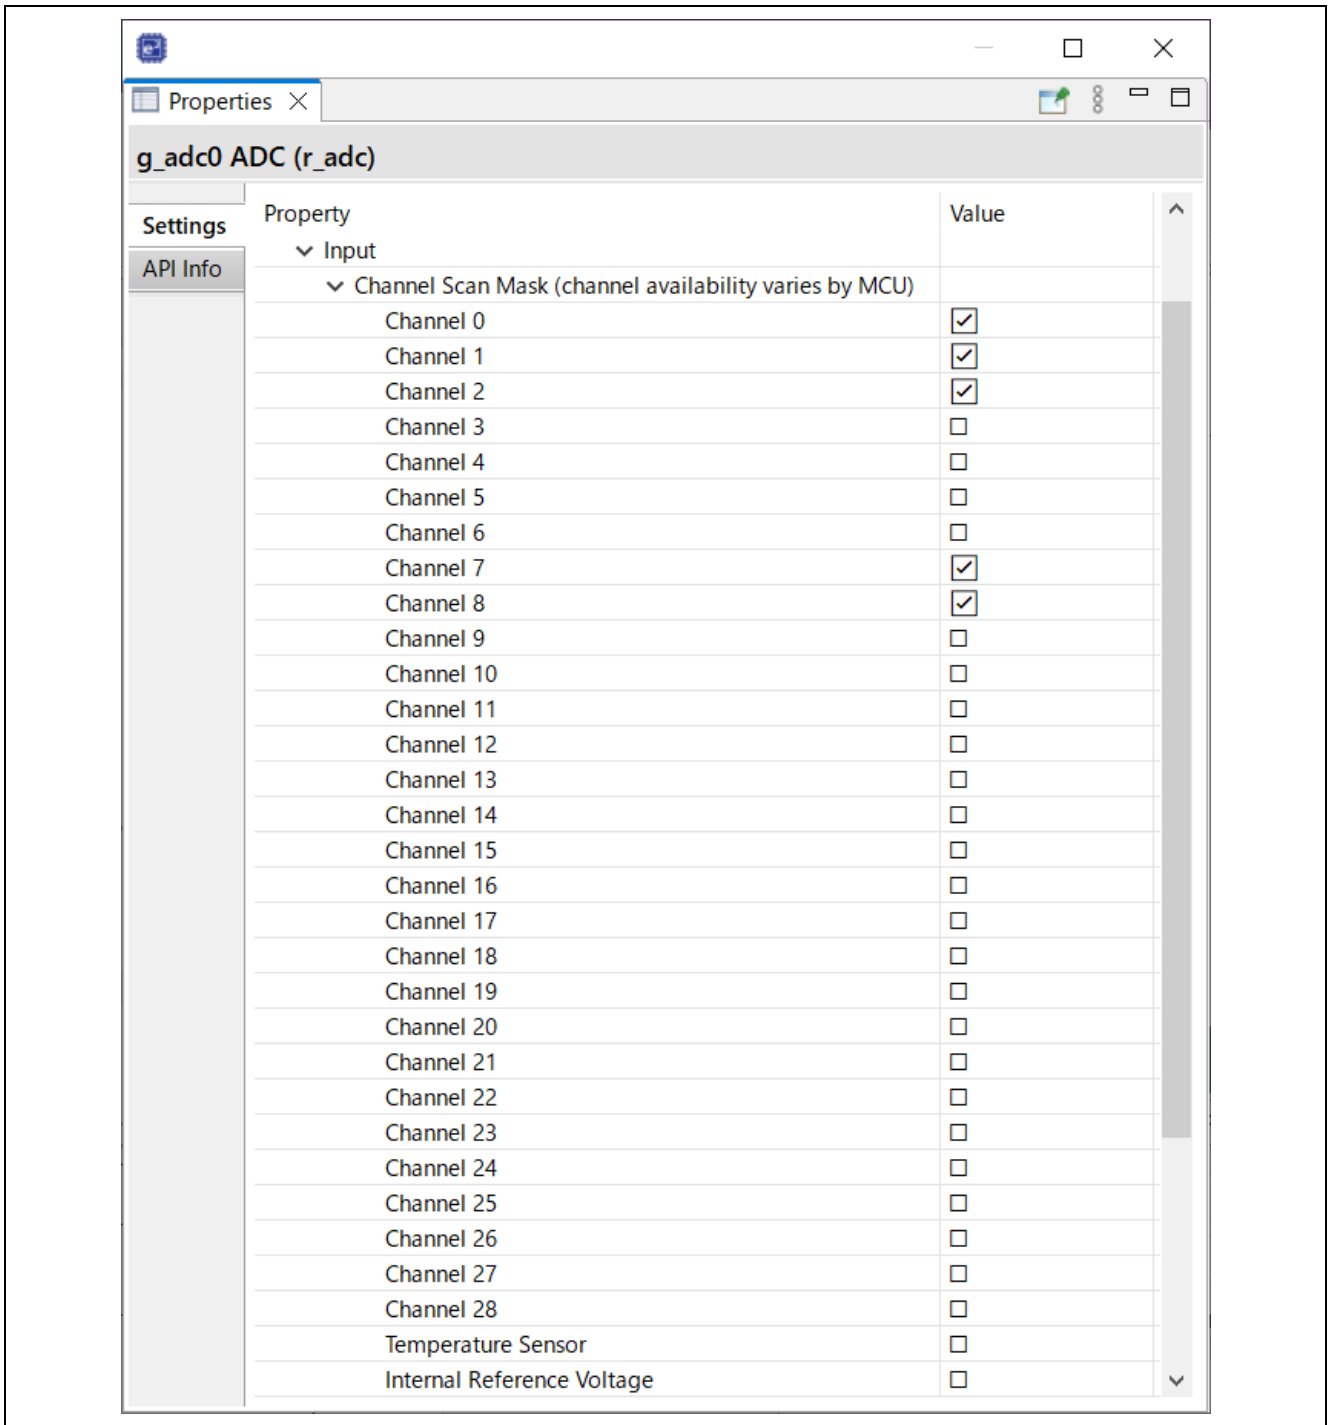 Properties
g_adc0 ADC (r_adc)
Settings
API Info
Property Value
Input
Channel Scan Mask (channel availability varies by MCU)
Channel 0
Channel 1
Channel 2
Channel 3
Channel 4
Channel 5
Channel 6
Channel 7
Channel 8
Channel 9
Channel 10
Channel 11
Channel 12
Channel 13
Channel 14
Channel 15
Channel 16
Channel 17
Channel 18
Channel 19
Channel 20
Channel 21
Channel 22
Channel 23
Channel 24
Channel 25
Channel 26
Channel 27
Channel 28
Temperature Sensor
Internal Reference Voltage